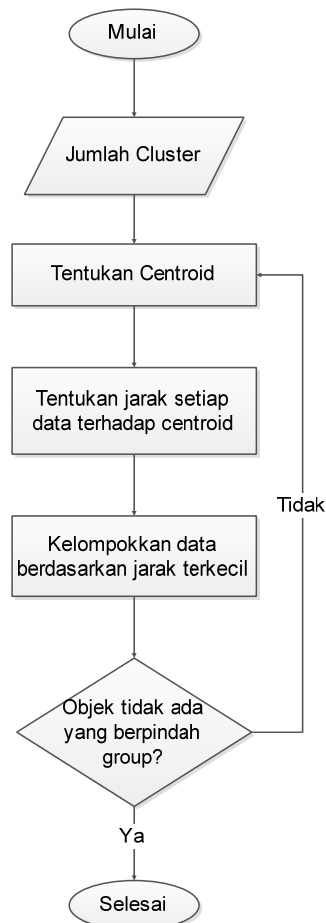 Mulai
Jumlah Cluster
Tentukan Centroid
Tentukan jarak setiap
data terhadap centroid
Kelompokkan data
berdasarkan jarak terkecil
Tidak
Objek tidak ada
yang berpindah
group?
Ya
Selesai